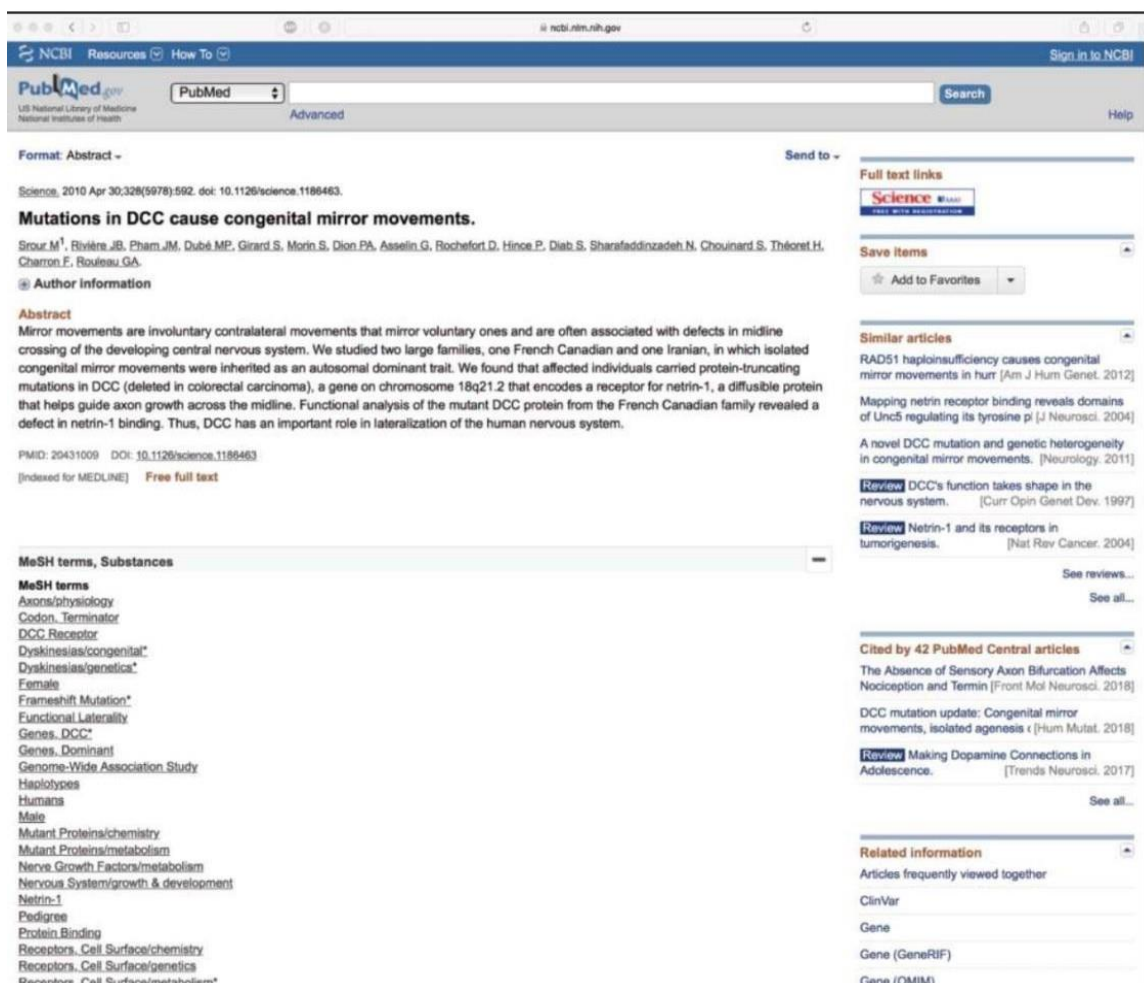 ncbi.nlm.nih.gov
NCBI Resources How To Sign in to NCBI
PubMed.gov
US National Library of Medicine
National Institutes of Health
PubMed
Search
Advanced
Help
Format: Abstract
Send to
Science. 2010 Apr 30;328(5978):592. doi: 10.1126/science.1186463.
Mutations in DCC cause congenital mirror movements.
Srour M1, Rivière JB, Pham JM, Dubé MP, Girard S, Morin S, Dion PA, Asselin G, Rochefort D, Hince P, Diab S, Sharafaddinzadeh N, Chouinard S, Théoret H,
Charron F, Rouleau GA.
Author information
Abstract
Mirror movements are involuntary contralateral movements that mirror voluntary ones and are often associated with defects in midline
crossing of the developing central nervous system. We studied two large families, one French Canadian and one Iranian, in which isolated
congenital mirror movements were inherited as an autosomal dominant trait. We found that affected individuals carried protein-truncating
mutations in DCC (deleted in colorectal carcinoma), a gene on chromosome 18q21.2 that encodes a receptor for netrin-1, a diffusible protein
that helps guide axon growth across the midline. Functional analysis of the mutant DCC protein from the French Canadian family revealed a
defect in netrin-1 binding. Thus, DCC has an important role in lateralization of the human nervous system.
PMID: 20431009 DOI: 10.1126/science.1186463
[Indexed for MEDLINE] Free full text
MeSH terms, Substances
MeSH terms
Axons/physiology
Codon, Terminator
DCC Receptor
Dyskinesias/congenital*
Dyskinesias/genetics*
Female
Frameshift Mutation*
Functional Laterality
Genes, DCC*
Genes, Dominant
Genome-Wide Association Study
Haplotypes
Humans
Male
Mutant Proteins/chemistry
Mutant Proteins/metabolism
Nerve Growth Factors/metabolism
Nervous System/growth & development
Netrin-1
Pedigree
Protein Binding
Receptors, Cell Surface/chemistry
Receptors, Cell Surface/genetics
Receptors, Cell Surface/metabolism*
Full text links
Science AAAS
FREE WITH REGISTRATION
Save items
Add to Favorites
Similar articles
RAD51 haploinsufficiency causes congenital
mirror movements in hum [Am J Hum Genet. 2012]
Mapping netrin receptor binding reveals domains
of Unc5 regulating its tyrosine p [J Neurosci. 2004]
A novel DCC mutation and genetic heterogeneity
in congenital mirror movements. [Neurology. 2011]
Review DCC's function takes shape in the
nervous system. [Curr Opin Genet Dev. 1997]
Review Netrin-1 and its receptors in
tumorigenesis. [Nat Rev Cancer. 2004]
See reviews...
See all...
Cited by 42 PubMed Central articles
The Absence of Sensory Axon Bifurcation Affects
Nociception and Termin [Front Mol Neurosci. 2018]
DCC mutation update: Congenital mirror
movements, isolated agenesis [Hum Mutat. 2018]
Review Making Dopamine Connections in
Adolescence. [Trends Neurosci. 2017]
See all...
Related information
Articles frequently viewed together
ClinVar
Gene
Gene (GeneRIF)
Gene (OMIM)